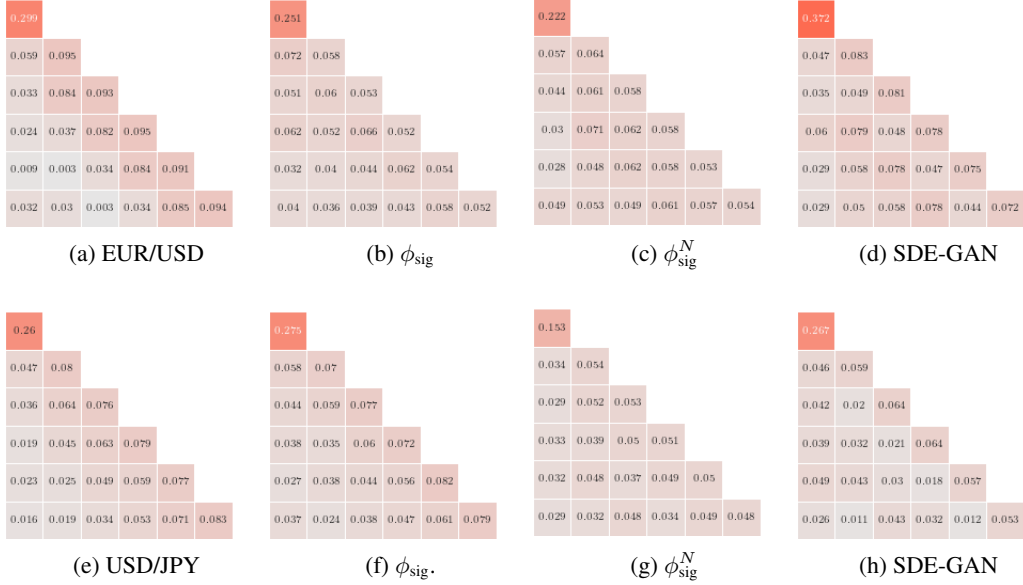 0.299 0.251 0.222 0.372
0.059 0.095 0.072 0.058 0.057 0.064 0.047 0.083
0.033 0.084 0.093 0.051 0.06 0.053 0.044 0.061 0.058 0.035 0.049 0.081
0.024 0.037 0.082 0.095 0.062 0.052 0.066 0.052 0.03 0.071 0.062 0.058 0.06 0.079 0.048 0.078
0.009 0.003 0.034 0.084 0.091 0.032 0.04 0.044 0.062 0.054 0.028 0.048 0.062 0.058 0.053 0.029 0.058 0.078 0.047 0.075
0.032 0.03 0.003 0.034 0.085 0.094 0.04 0.036 0.039 0.043 0.058 0.052 0.049 0.053 0.049 0.061 0.057 0.054 0.029 0.05 0.058 0.078 0.044 0.072
(a) EUR/USD (b) ϕ_sig (c) ϕ^N_sig (d) SDE-GAN
0.26 0.275 0.153 0.267
0.047 0.08 0.058 0.07 0.034 0.054 0.046 0.059
0.036 0.064 0.076 0.044 0.059 0.077 0.029 0.052 0.053 0.042 0.02 0.064
0.019 0.045 0.063 0.079 0.038 0.035 0.06 0.072 0.033 0.039 0.05 0.051 0.039 0.032 0.021 0.064
0.023 0.025 0.049 0.059 0.077 0.027 0.038 0.044 0.056 0.082 0.032 0.048 0.037 0.049 0.05 0.049 0.043 0.03 0.018 0.057
0.016 0.019 0.034 0.053 0.071 0.083 0.037 0.024 0.038 0.047 0.061 0.079 0.029 0.032 0.048 0.034 0.049 0.048 0.026 0.011 0.043 0.032 0.012 0.053
(e) USD/JPY (f) ϕ_sig. (g) ϕ^N_sig (h) SDE-GAN